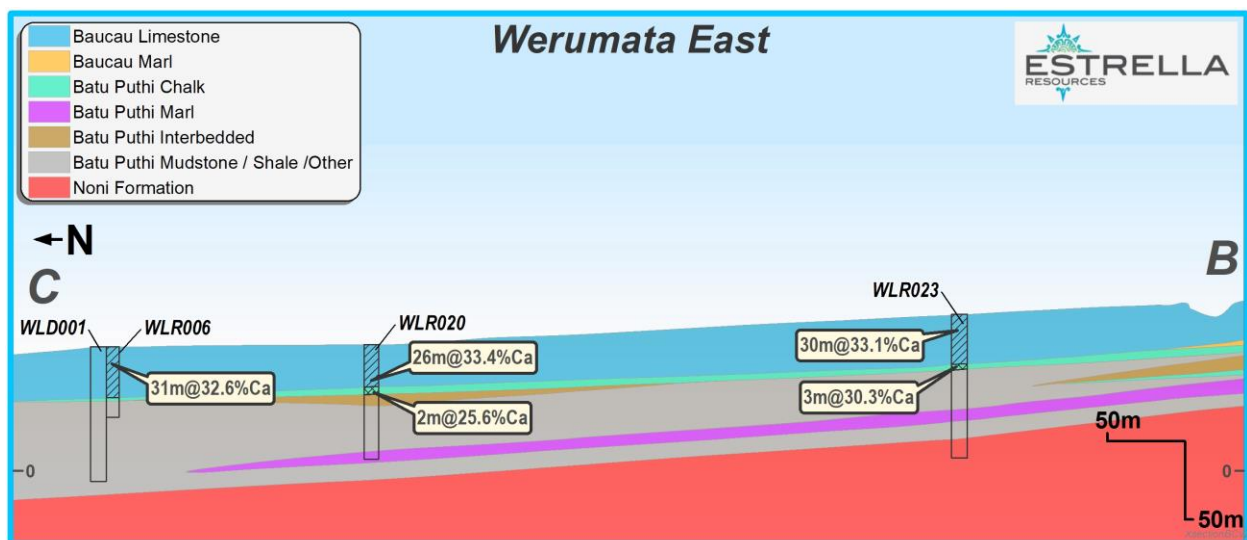 Baucau Limestone
Baucau Marl
Batu Puthi Chalk
Batu Puthi Marl
Batu Puthi Interbedded
Batu Puthi Mudstone / Shale /Other
Noni Formation
Werumata East
ESTRELLA
RESOURCES
N
C
B
WLD001
WLR006
WLR020
WLR023
31m@32.6%Ca
26m@33.4%Ca
2m@25.6%Ca
30m@33.1%Ca
3m@30.3%Ca
50m
50m
0
0